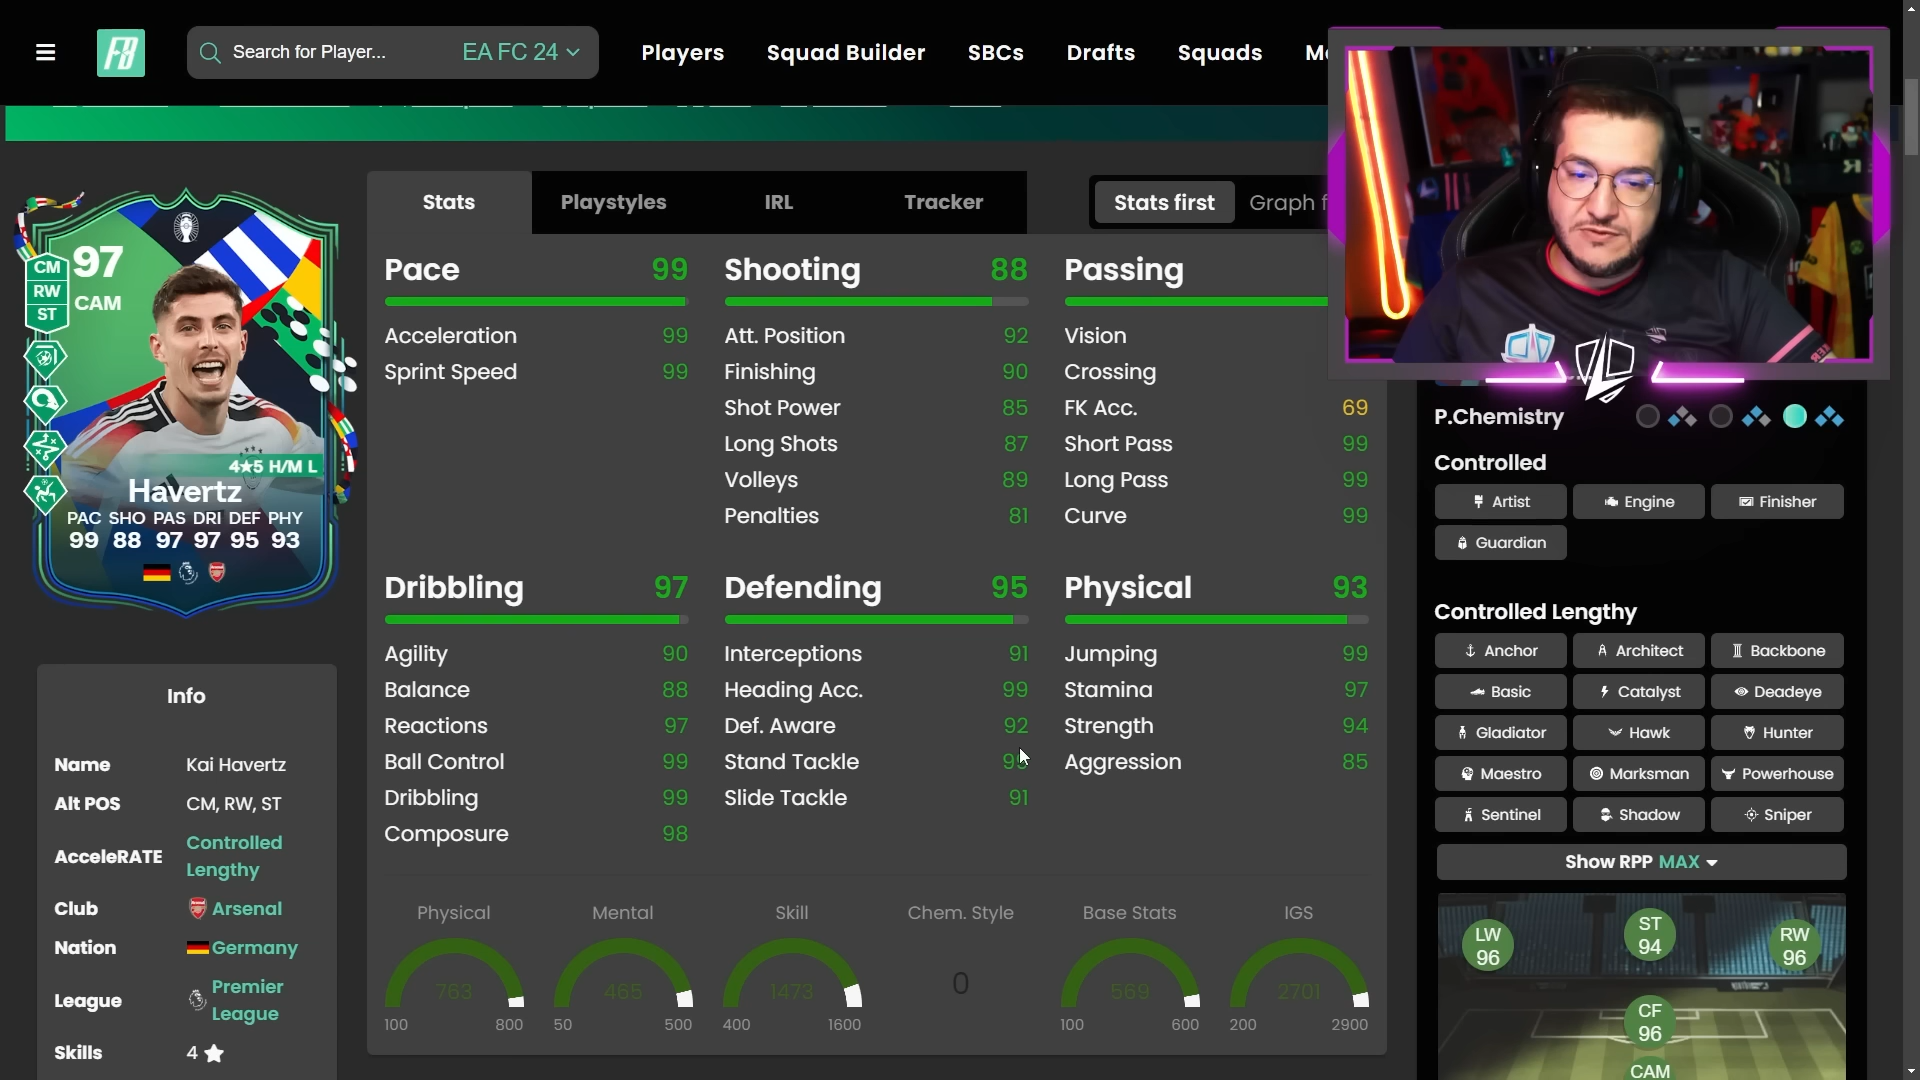 FB
Search for Player...
EA FC 24
Players
Squad Builder
SBCs
Drafts
Squads
Stats
Playstyles
IRL
Tracker
Stats first
Graph
97
CAM
CM
RW
ST
4★5 H/M L
Havertz
PAC SHO PAS DRI DEF PHY
99 88 97 97 95 93
Pace 99
Acceleration 99
Sprint Speed 99
Shooting 88
Att. Position 92
Finishing 90
Shot Power 85
Long Shots 87
Volleys 89
Penalties 81
Passing
Vision
Crossing
FK Acc. 69
Short Pass 99
Long Pass 99
Curve 99
Dribbling 97
Agility 90
Balance 88
Reactions 97
Ball Control 99
Dribbling 99
Composure 98
Defending 95
Interceptions 91
Heading Acc. 99
Def. Aware 92
Stand Tackle
Slide Tackle 91
Physical 93
Jumping 99
Stamina 97
Strength 94
Aggression 85
Physical
763
100 800
Mental
465
50 500
Skill
1473
400 1600
Chem. Style
0
Base Stats
569
100 600
IGS
2701
200 2900
Info
Name Kai Havertz
Alt POS CM, RW, ST
AcceleRATE Controlled
Lengthy
Club Arsenal
Nation Germany
League Premier
League
Skills 4 ★
P.Chemistry
Controlled
Artist Engine Finisher
Guardian
Controlled Lengthy
Anchor Architect Backbone
Basic Catalyst Deadeye
Gladiator Hawk Hunter
Maestro Marksman Powerhouse
Sentinel Shadow Sniper
Show RPP MAX
LW
96
ST
94
RW
96
CF
96
CAM